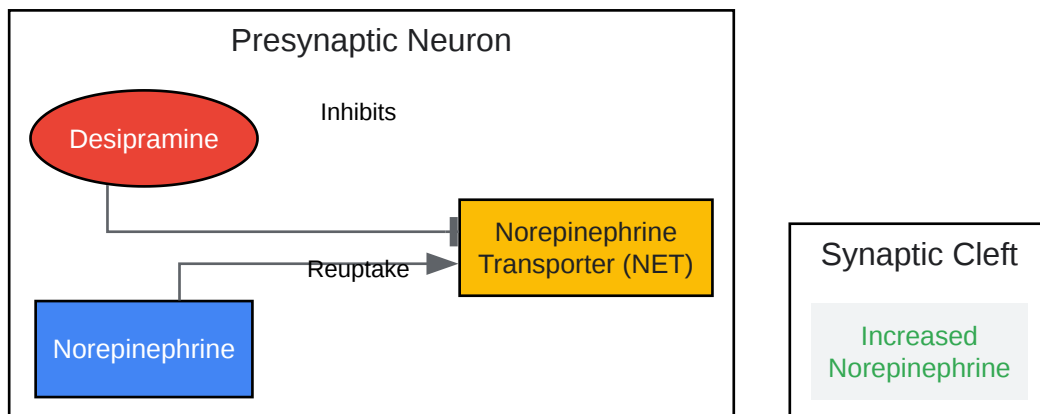 Presynaptic Neuron
Inhibits
Desipramine
Norepinephrine
Transporter (NET)
Reuptake
Norepinephrine
Synaptic Cleft
Increased
Norepinephrine